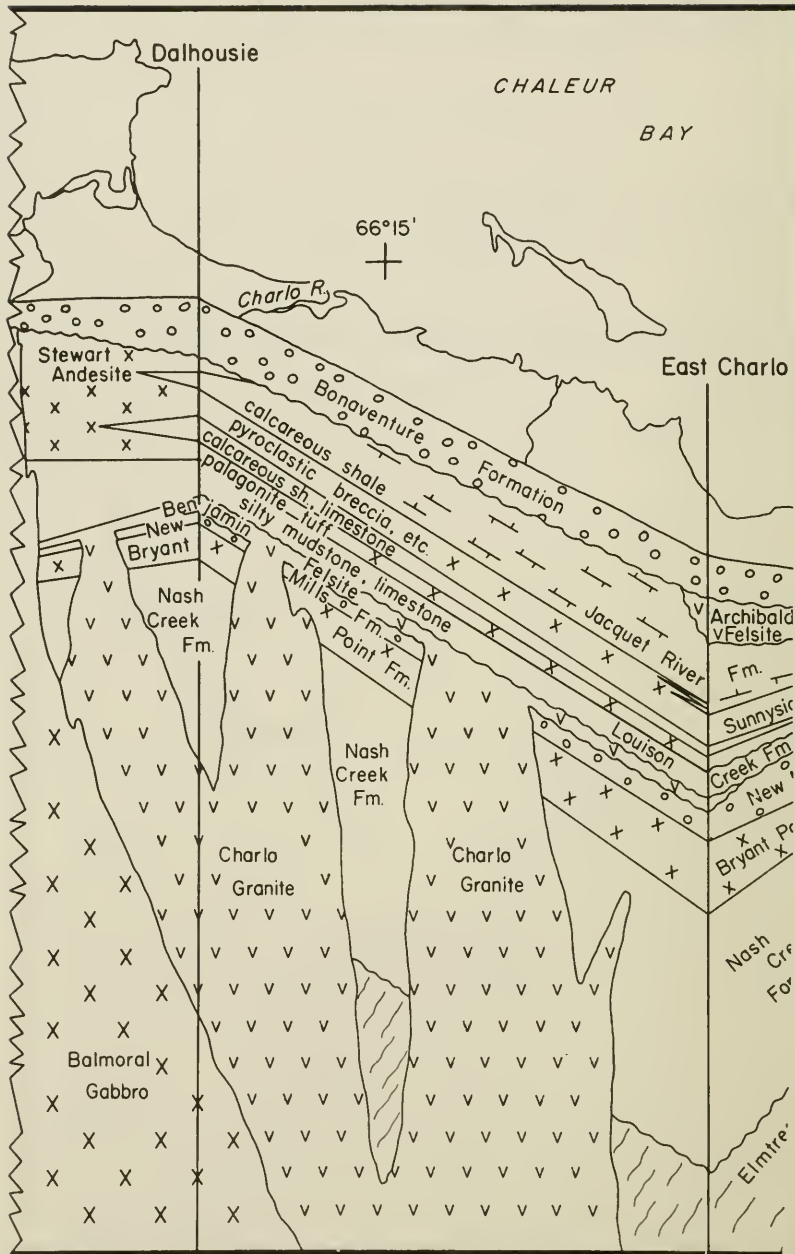 Dalhousie
CHALEUR
BAY
66°15'
Charlo R.
East Charlo
Stewart
Andesite
Bonaventure
Formation
calcareous shale
pyroclastic breccia, etc.
calcareous sh, limestone
palagonite tuff
silty mudstone, limestone
Benjamin
Felsite
New
Mills Fm.
Bryant
Point Fm.
Jacquet River
Fm.
Archibald
Felsite
Louison
Creek Fm
New
Nash
Creek
Fm.
Nash
Creek
Fm.
Charlo
Granite
Charlo
Granite
Balmoral
Gabbro
Bryant
Nash